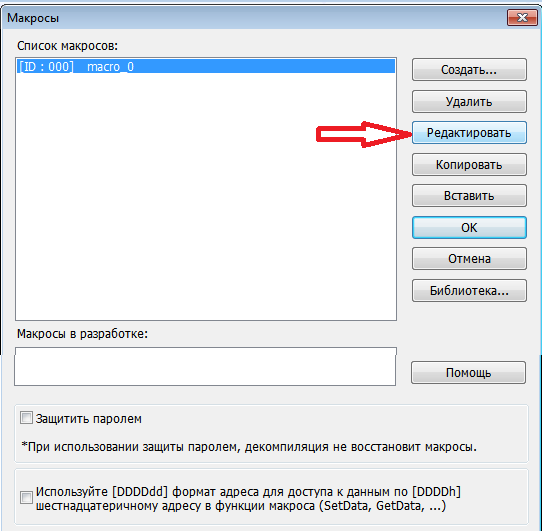 Макросы
Список макросов:
[ID : 000] macro_0
Создать...
Удалить
Редактировать
Копировать
Вставить
OK
Отмена
Библиотека...
Макросы в разработке:
Помощь
Защитить паролем
*При использовании защиты паролем, декомпиляция не восстановит макросы.
Используйте [DDDDdd] формат адреса для доступа к данным по [DDDDh]
шестнадцатеричному адресу в функции макроса (SetData, GetData, ...)